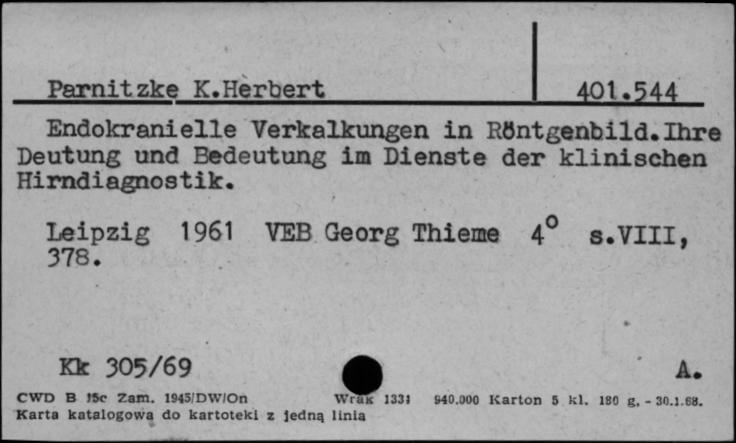 Parnitzke K.Herbert 401.544
Endokranielle Verkalkungen in Röntgenbild.Ihre
Deutung und Bedeutung im Dienste der klinischen
Hirndiagnostik.
Leipzig 1961 VEB Georg Thieme 4° s.VIII,
378.
Kk 305/69 A.
CWD B 15c Zam. 1945/DW/On Wrak 1331 940.000 Karton 5 kl. 180 g. - 30.1.68.
Karta katalogowa do kartoteki z jedną linia